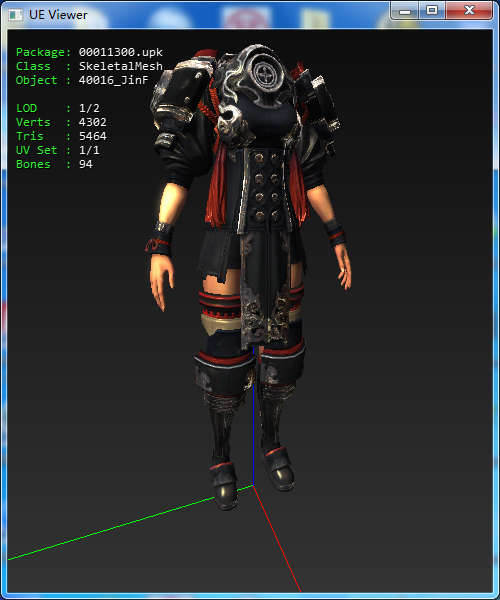 UE Viewer
Package: 00011300.upk
Class : SkeletalMesh
Object : 40016_JinF
LOD : 1/2
Verts : 4302
Tris : 5464
UV Set : 1/1
Bones : 94